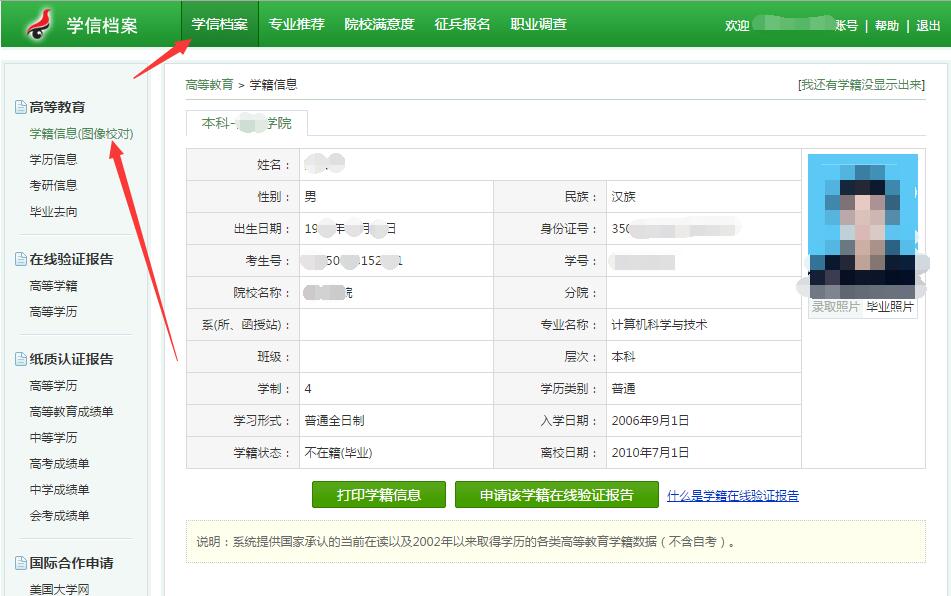 学信档案 学信档案 专业推荐 院校满意度 征兵报名 职业调查 欢迎 账号 | 帮助 | 退出
高等教育
学籍信息(图像校对)
学历信息
考研信息
毕业去向
在线验证报告
高等学籍
高等学历
纸质认证报告
高等学历
高等教育成绩单
中等学历
高考成绩单
中学成绩单
会考成绩单
国际合作申请
美国大学网
高等教育 > 学籍信息 [我还有学籍没显示出来]
本科- 学院
姓名：
性别： 男 民族： 汉族
出生日期： 19 年 月 日 身份证号： 350
考生号： 50 152 1 学号：
院校名称： 院 分院：
系(所、函授站)： 专业名称： 计算机科学与技术
班级： 层次： 本科
学制： 4 学历类别： 普通
学习形式： 普通全日制 入学日期： 2006年9月1日
学籍状态： 不在籍(毕业) 离校日期： 2010年7月1日
录取照片 毕业照片
打印学籍信息 申请该学籍在线验证报告 什么是学籍在线验证报告
说明：系统提供国家承认的当前在读以及2002年以来取得学历的各类高等教育学籍数据（不含自考）。